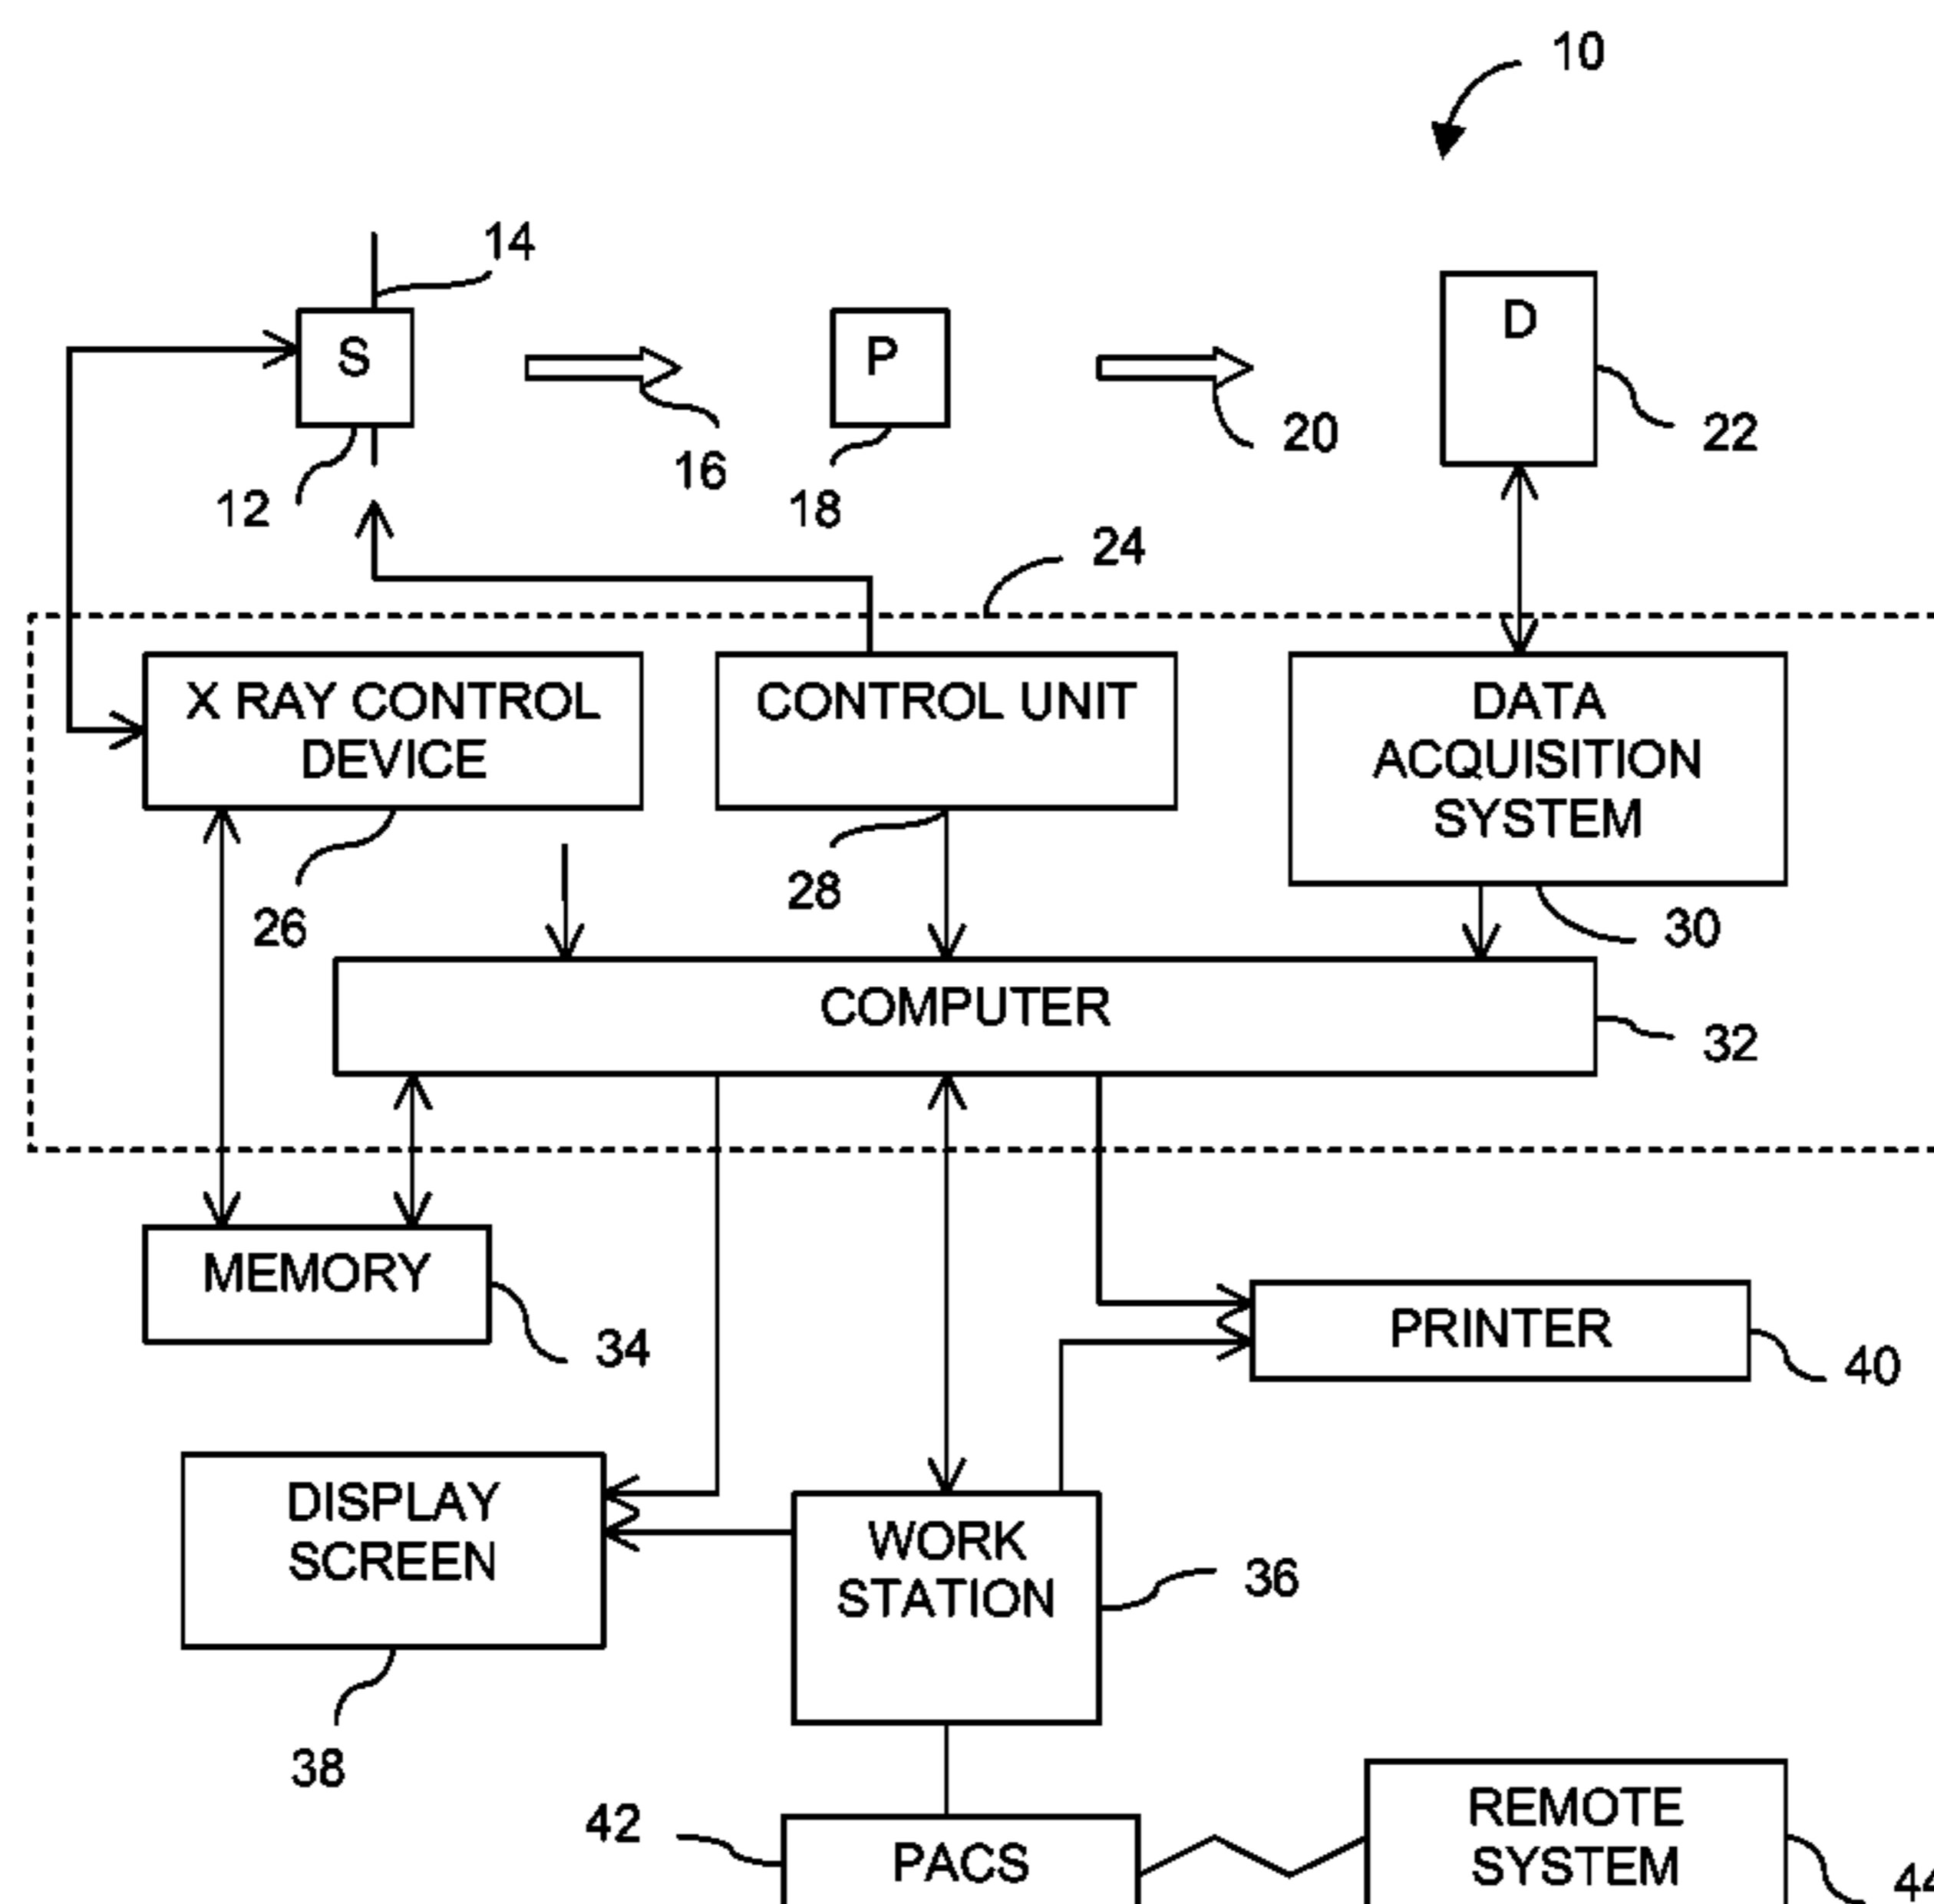 10
14
S
P
D
16
20
22
12
18
24
X RAY CONTROL
DEVICE
CONTROL UNIT
DATA
ACQUISITION
SYSTEM
26
28
30
COMPUTER
32
MEMORY
34
PRINTER
40
DISPLAY
SCREEN
WORK
STATION
36
38
42
PACS
REMOTE
SYSTEM
44